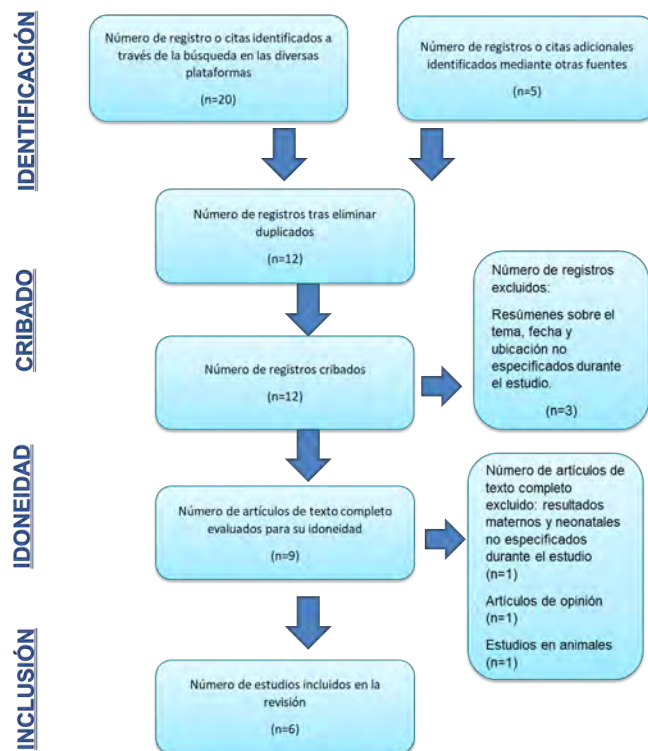 IDENTIFICACIÓN
Número de registro o citas identificados a
través de la búsqueda en las diversas
plataformas
(n=20)
Número de registros o citas adicionales
identificados mediante otras fuentes
(n=5)
Número de registros tras eliminar
duplicados
(n=12)
CRIBADO
Número de registros cribados
(n=12)
Número de registros
excluidos:
Resúmenes sobre el
tema, fecha y
ubicación no
especificados durante
el estudio.
(n=3)
IDONEIDAD
Número de artículos de texto completo
evaluados para su idoneidad
(n=9)
Número de artículos de
texto completo
excluido: resultados
maternos y neonatales
no especificados
durante el estudio
(n=1)
Artículos de opinión
(n=1)
Estudios en animales
(n=1)
INCLUSIÓN
Número de estudios incluidos en la
revisión
(n=6)